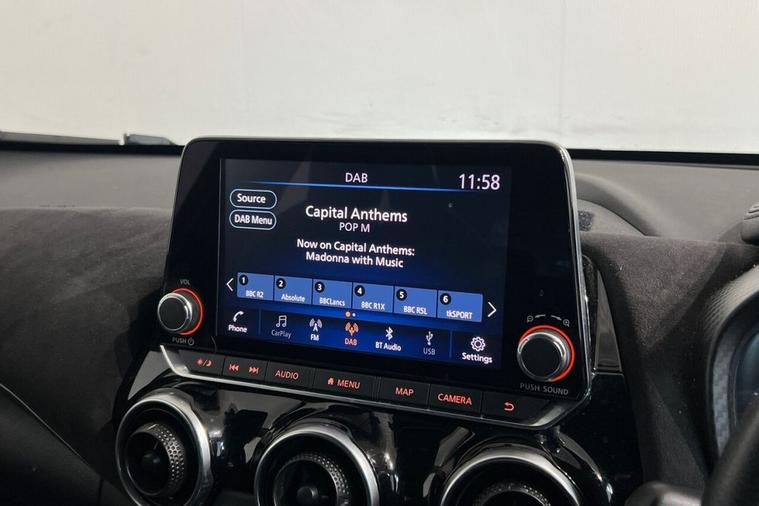 DAB 11:58
Source
DAB Menu
Capital Anthems
POP M
Now on Capital Anthems:
Madonna with Music
1 2 3 4 5 6
BBC R2 Absolute BBCLancs BBC R1X BBC R5L tkSPORT
Phone CarPlay FM DAB BT Audio USB Settings
VOL
PUSH
PUSH SOUND
AUDIO MENU MAP CAMERA